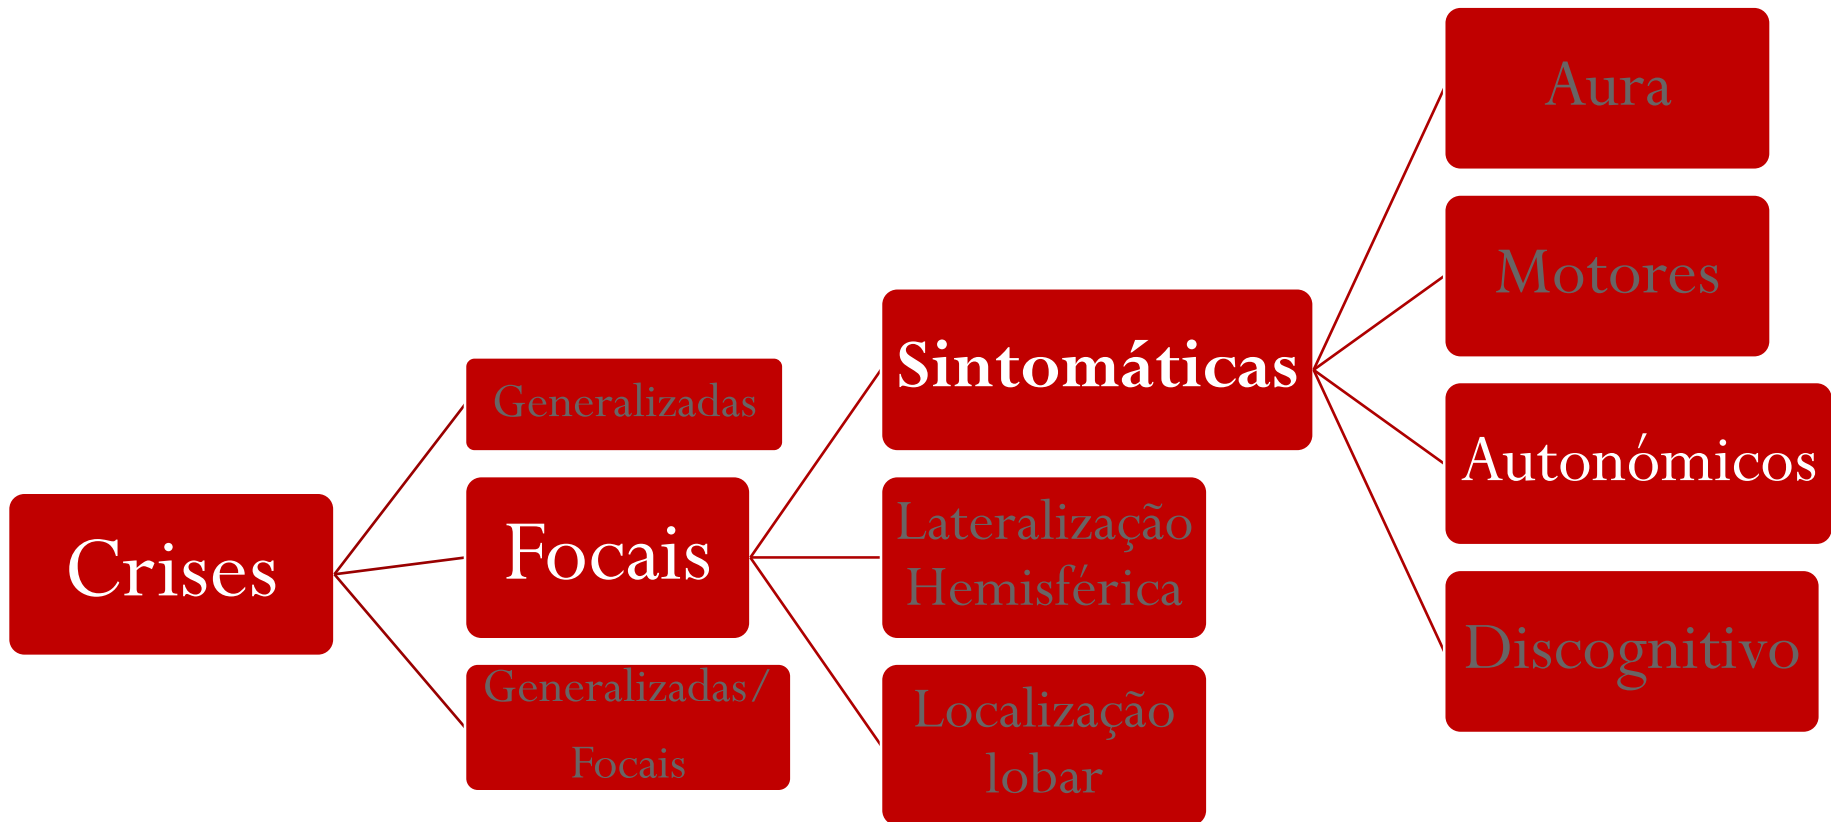 Crises
Generalizadas
Focais
Generalizadas/
Focais
Sintomáticas
Lateralização
Hemisférica
Localização
lobar
Aura
Motores
Autonómicos
Discognitivo